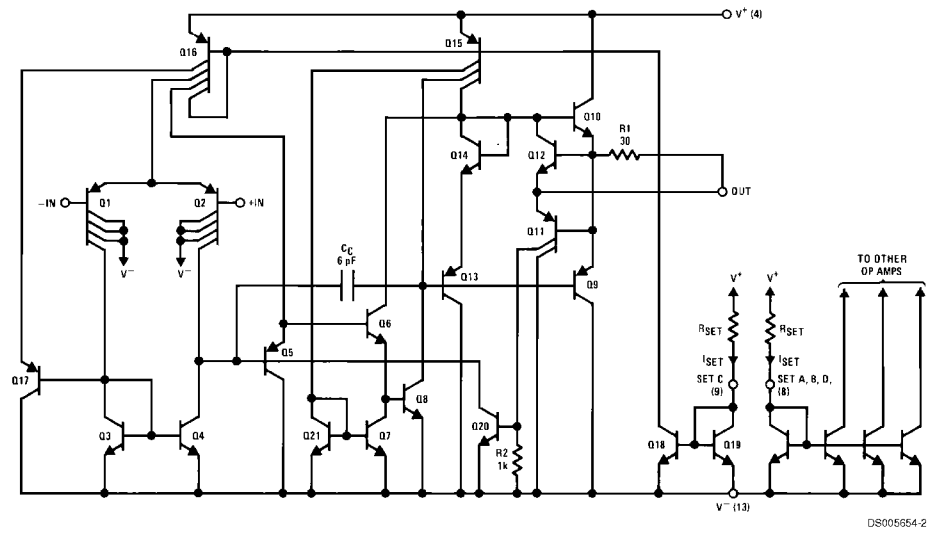 V+ (4)
Q16
Q15
Q10
R1
30
Q14
Q12
OUT
-IN
Q1
Q2
+IN
Q11
V-
V-
CC
6 pF
Q13
Q9
TO OTHER
OP AMPS
V+
V+
RSET
RSET
Q6
Q5
ISET
ISET
Q17
SET C
(9)
SET A, B, D,
(8)
Q8
Q3
Q4
Q21
Q7
Q20
R2
1k
Q18
Q19
V- (13)
DS005654-2